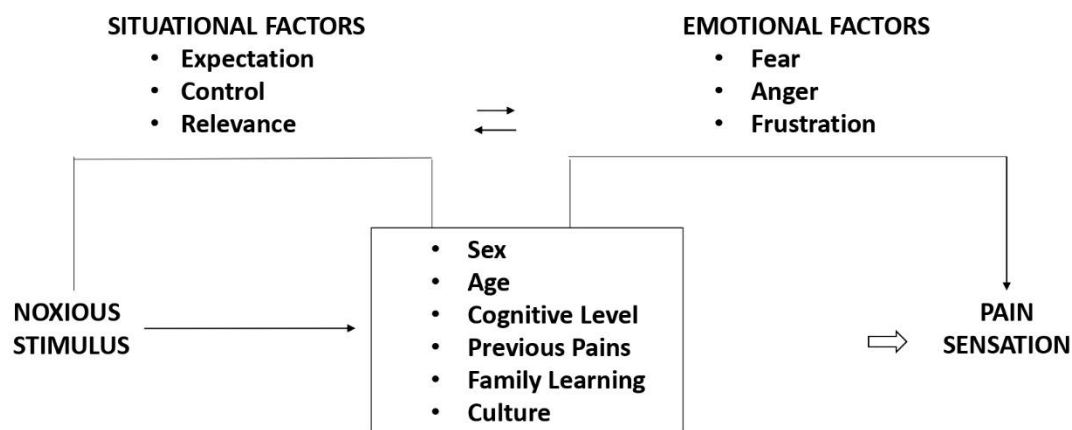 SITUATIONAL FACTORS
• Expectation
• Control
• Relevance
EMOTIONAL FACTORS
• Fear
• Anger
• Frustration
NOXIOUS
STIMULUS
• Sex
• Age
• Cognitive Level
• Previous Pains
• Family Learning
• Culture
PAIN
SENSATION